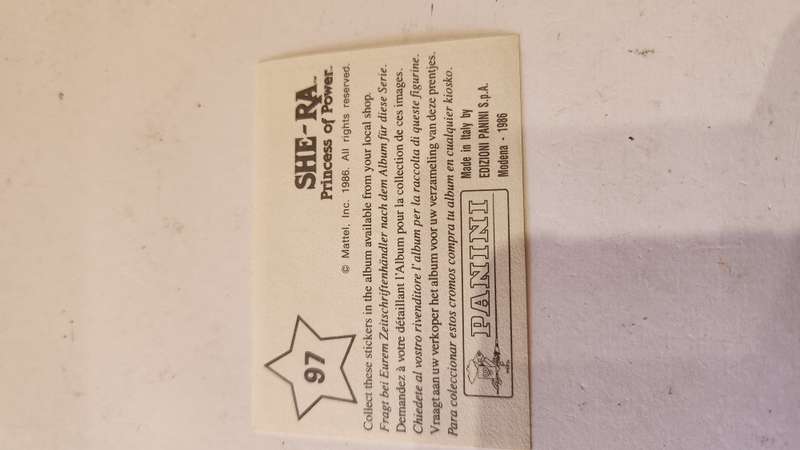 97
SHE-RA™
Princess of Power™
© Mattel, Inc. 1986. All rights reserved.
Collect these stickers in the album available from your local shop.
Fragt bei Eurem Zeitschriftenhändler nach dem Album für diese Serie.
Demandez à votre détaillant l'Album pour la collection de ces images.
Chiedete al vostro rivenditore l'album per la raccolta di queste figurine.
Vraagt aan uw verkoper het album voor uw verzameling van deze prentjes.
Para coleccionar estos cromos compra tu album en cualquier kiosko.
PANINI
Made in Italy by
EDIZIONI PANINI S.p.A.
Modena - 1986